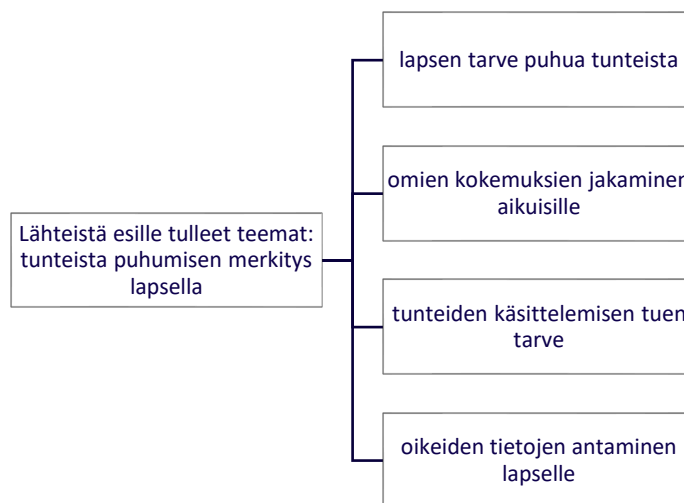 lapsen tarve puhua tunteista
omien kokemuksien jakaminen
aikuisille
Lähteistä esille tulleet teemat:
tunteista puhumisen merkitys
lapsella
tunteiden käsittelemisen tuen
tarve
oikeiden tietojen antaminen
lapselle